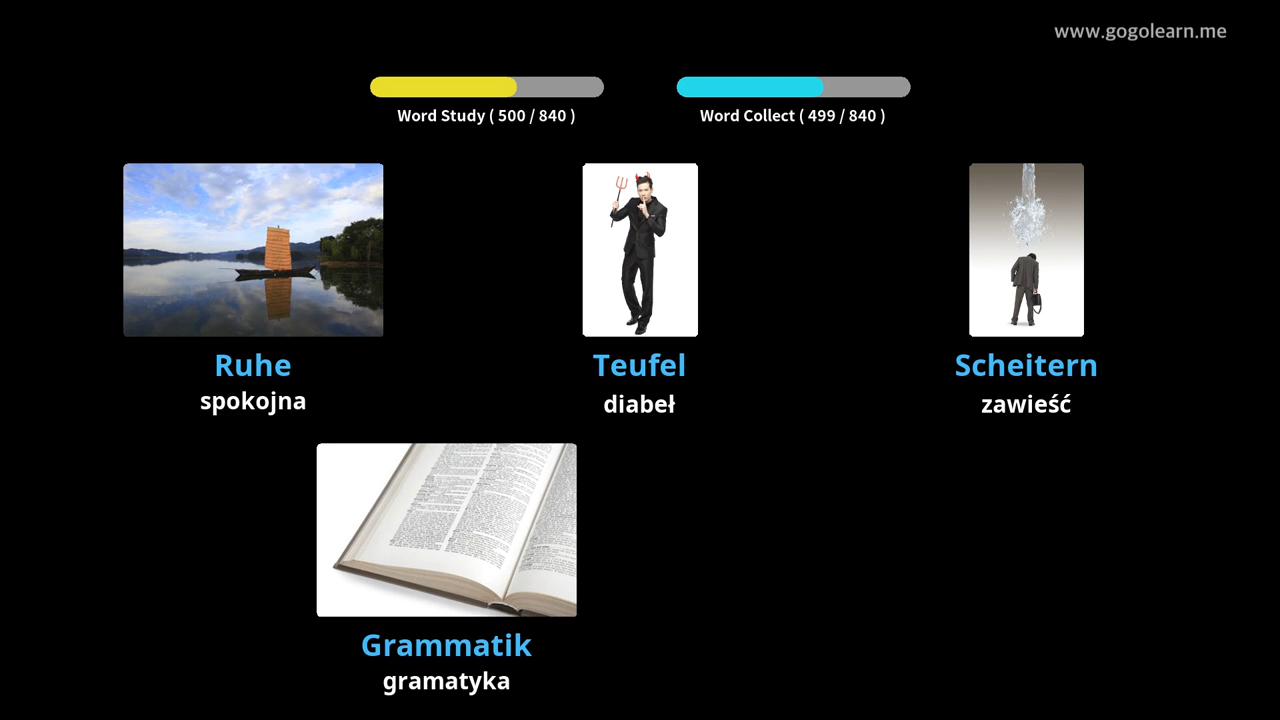 www.gogolearn.me
Word Study ( 500 / 840 )
Word Collect ( 499 / 840 )
Ruhe
spokojna
Teufel
diabeł
Scheitern
zawieść
Grammatik
gramatyka